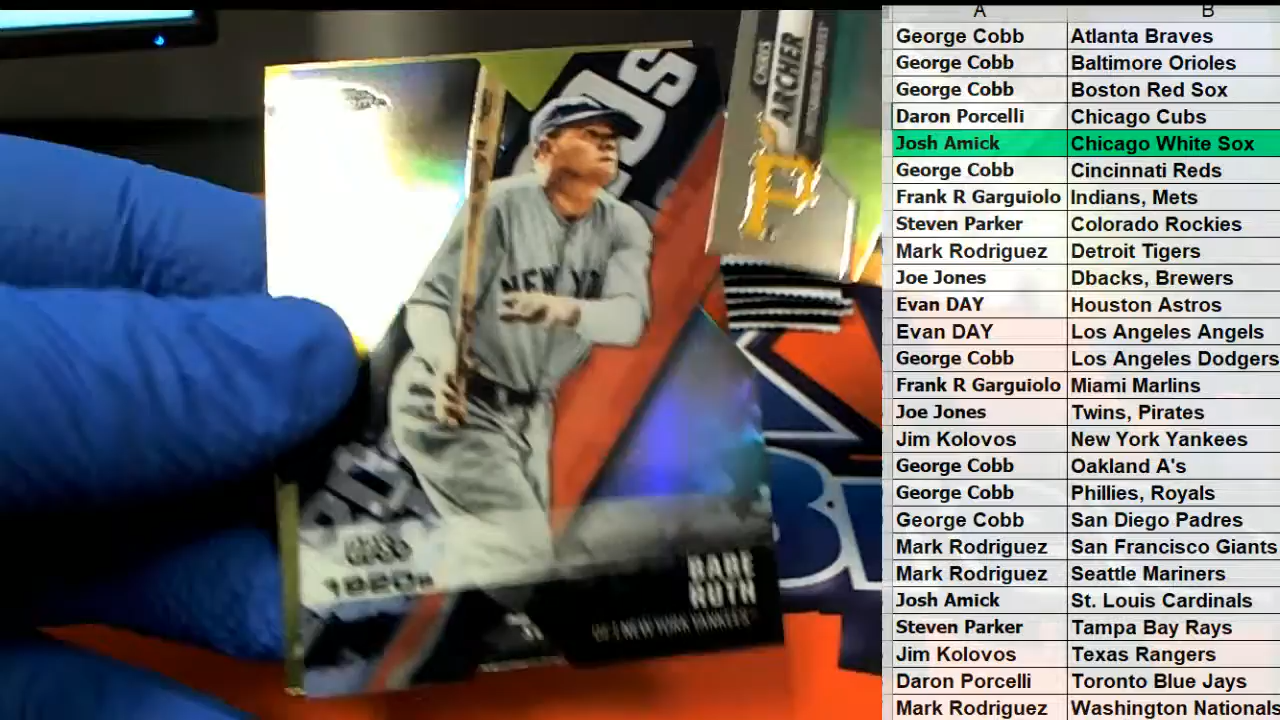 CHRIS
ARCHER
P
NEW YO
1920s
BABE
RUTH
OF | NEW YORK YANKEES
A B
George Cobb Atlanta Braves
George Cobb Baltimore Orioles
George Cobb Boston Red Sox
Daron Porcelli Chicago Cubs
Josh Amick Chicago White Sox
George Cobb Cincinnati Reds
Frank R Garguiolo Indians, Mets
Steven Parker Colorado Rockies
Mark Rodriguez Detroit Tigers
Joe Jones Dbacks, Brewers
Evan DAY Houston Astros
Evan DAY Los Angeles Angels
George Cobb Los Angeles Dodgers
Frank R Garguiolo Miami Marlins
Joe Jones Twins, Pirates
Jim Kolovos New York Yankees
George Cobb Oakland A's
George Cobb Phillies, Royals
George Cobb San Diego Padres
Mark Rodriguez San Francisco Giants
Mark Rodriguez Seattle Mariners
Josh Amick St. Louis Cardinals
Steven Parker Tampa Bay Rays
Jim Kolovos Texas Rangers
Daron Porcelli Toronto Blue Jays
Mark Rodriguez Washington Nationals